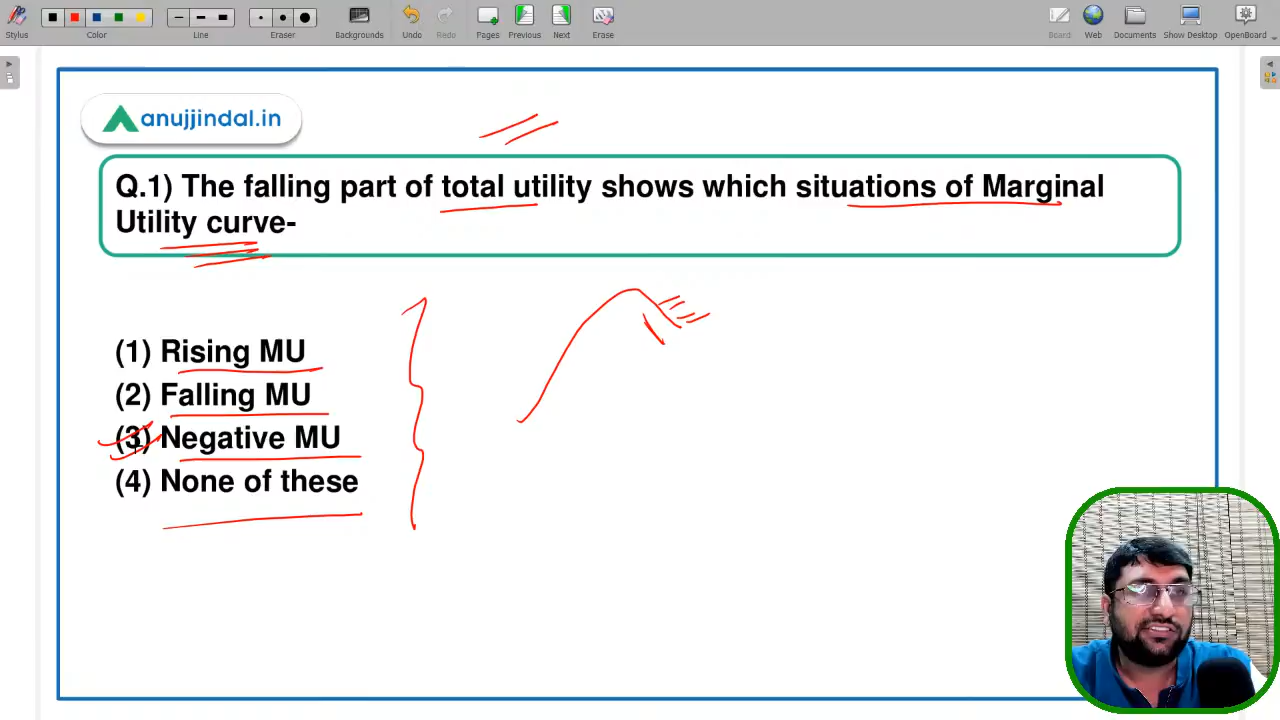 Stylus
Color
Line
Eraser
Backgrounds
Undo
Redo
Pages
Previous
Next
Erase
Board
Web
Documents
Show Desktop
OpenBoard
anujjindal.in
Q.1) The falling part of total utility shows which situations of Marginal
Utility curve-
(1) Rising MU
(2) Falling MU
(3) Negative MU
(4) None of these